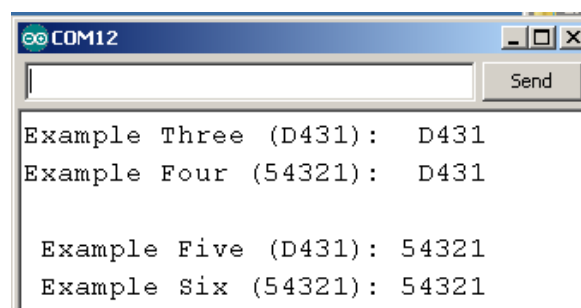 COM12
Send
Example Three (D431):  D431
Example Four (54321):  D431
Example Five (D431): 54321
Example Six (54321): 54321